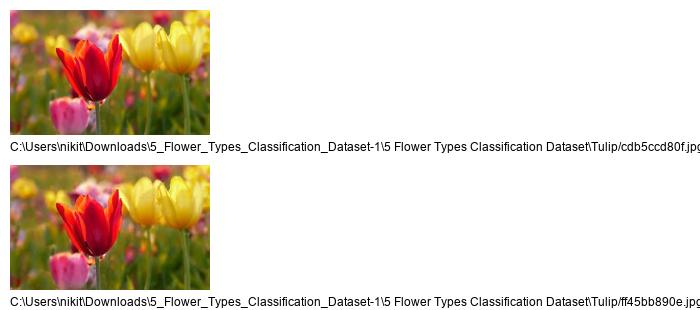 C:\Users\nikit\Downloads\5_Flower_Types_Classification_Dataset-1\5 Flower Types Classification Dataset\Tulip/cdb5ccd80f.jpg
C:\Users\nikit\Downloads\5_Flower_Types_Classification_Dataset-1\5 Flower Types Classification Dataset\Tulip/ff45bb890e.jpg